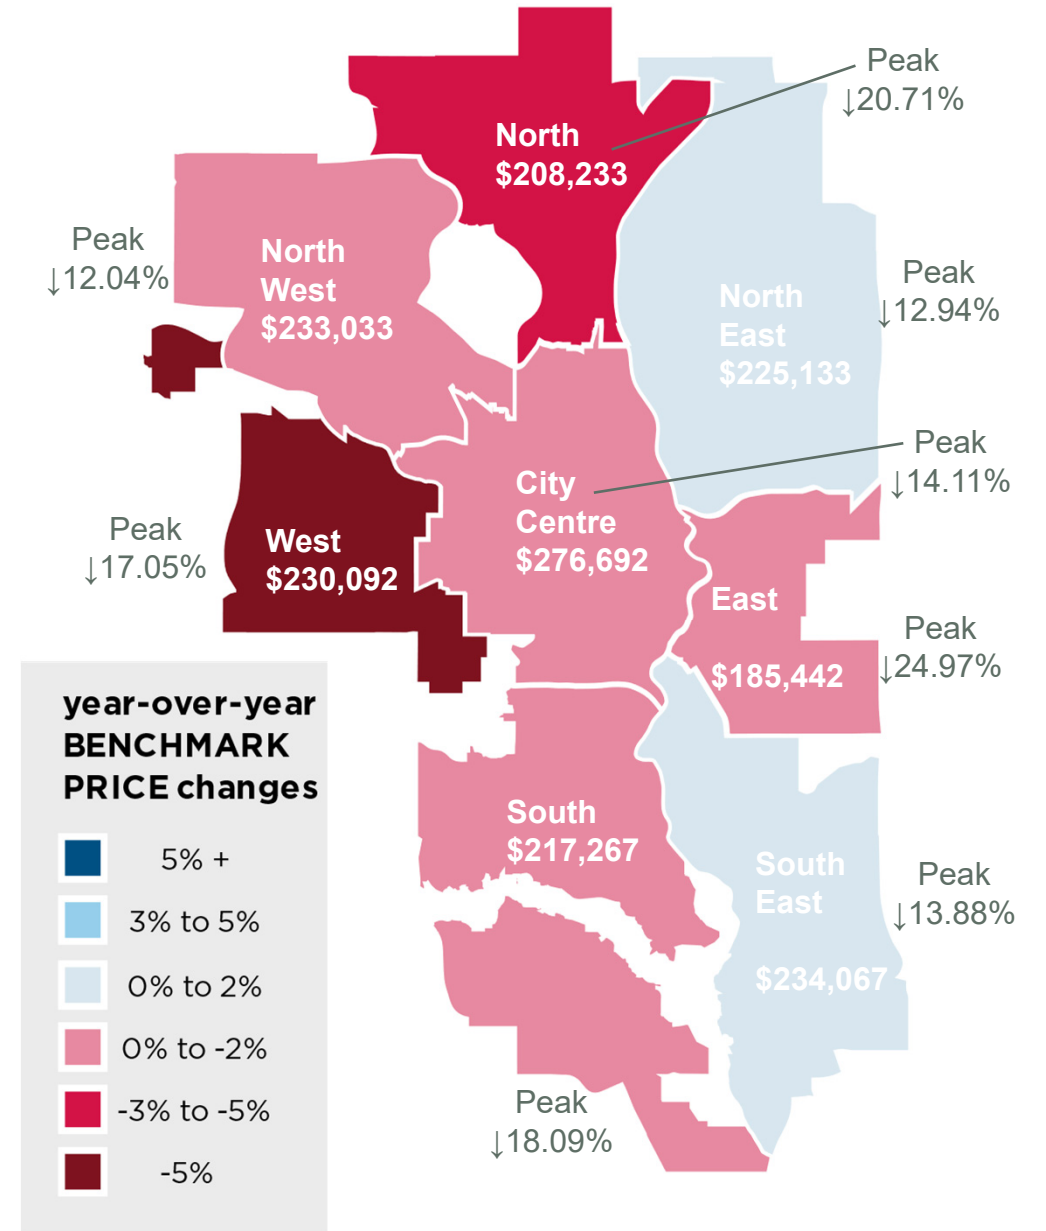 Peak
↓20.71%
North
$208,233
Peak
↓12.04%
North
West
$233,033
North
East
$225,133
Peak
↓12.94%
Peak
↓14.11%
City
Centre
$276,692
Peak
↓17.05%
West
$230,092
East
$185,442
Peak
↓24.97%
year-over-year
BENCHMARK
PRICE changes
5% +
3% to 5%
0% to 2%
0% to -2%
-3% to -5%
-5%
South
$217,267
South
East
$234,067
Peak
↓13.88%
Peak
↓18.09%